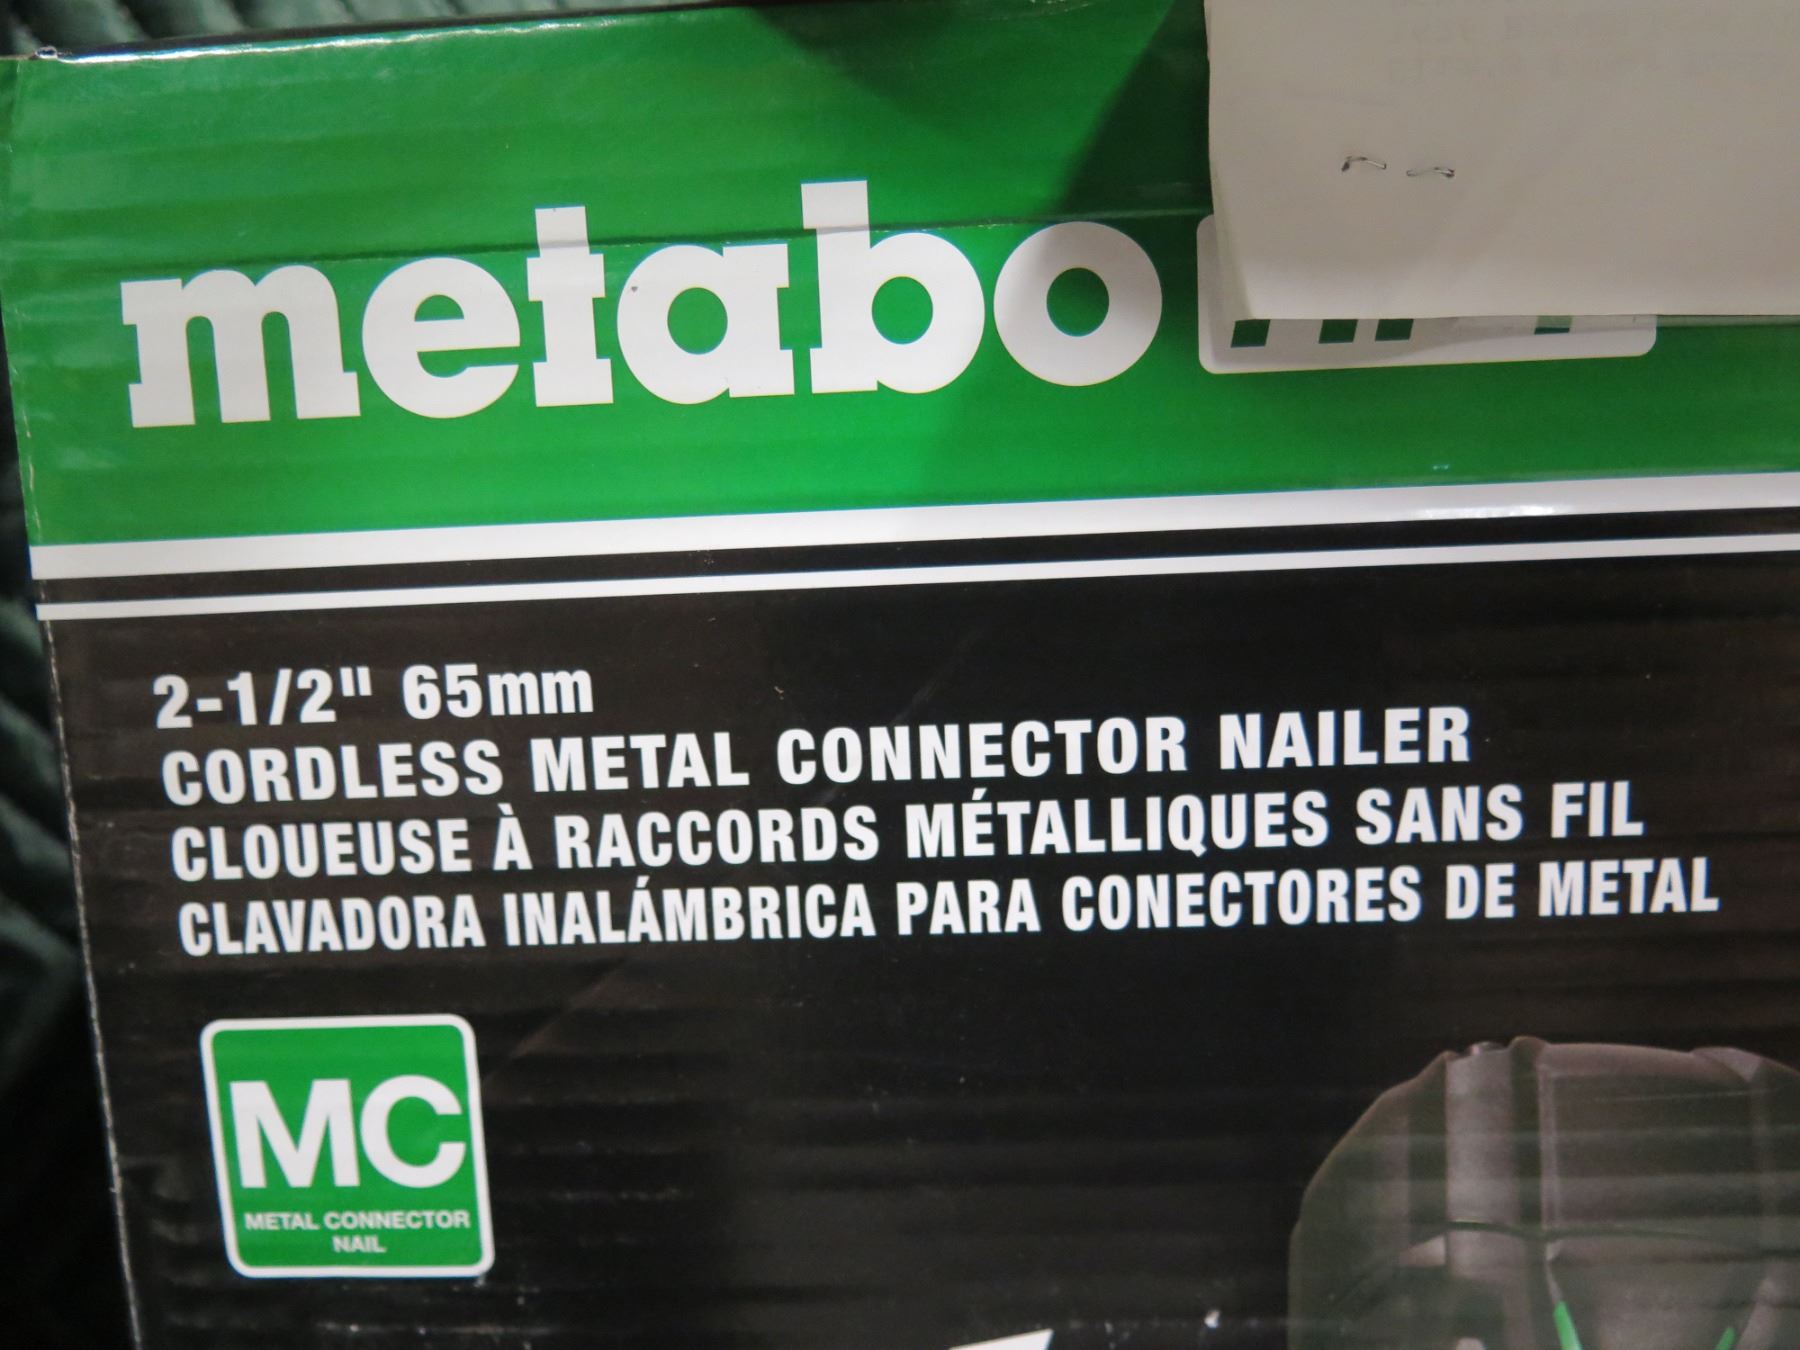 metabo
2-1/2" 65mm
CORDLESS METAL CONNECTOR NAILER
CLOUEUSE À RACCORDS MÉTALLIQUES SANS FIL
CLAVADORA INALÁMBRICA PARA CONECTORES DE METAL
MC
METAL CONNECTOR
NAIL